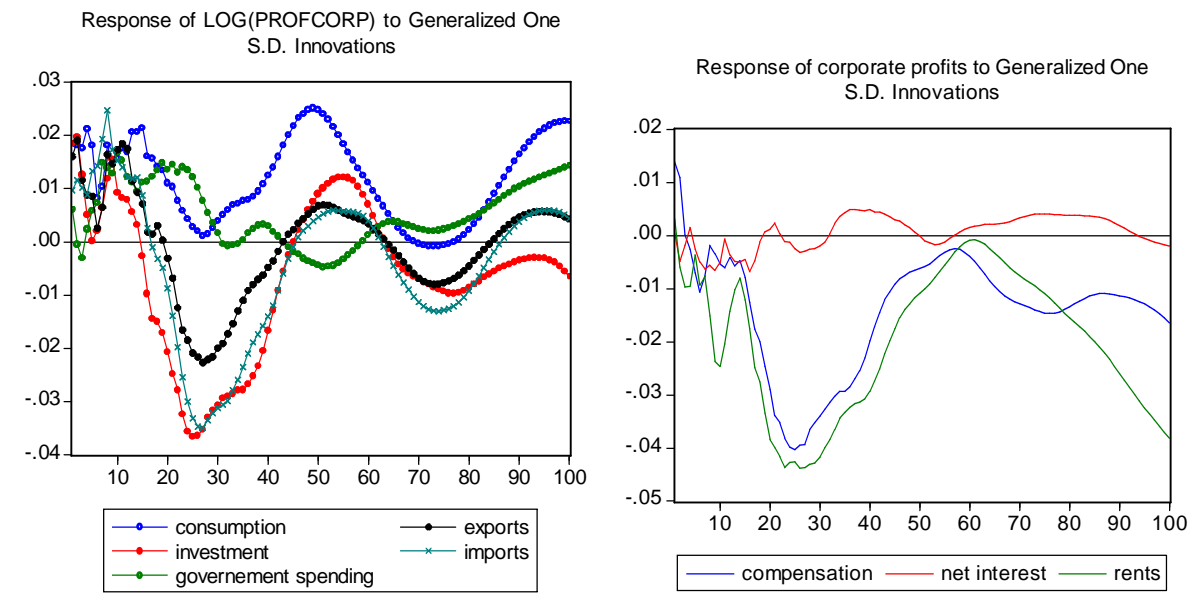 Response of LOG(PROFCORP) to Generalized One
S.D. Innovations
.03
.02
.01
.00
-.01
-.02
-.03
-.04
10 20 30 40 50 60 70 80 90 100
consumption
exports
investment
imports
governement spending
Response of corporate profits to Generalized One
S.D. Innovations
.02
.01
.00
-.01
-.02
-.03
-.04
-.05
10 20 30 40 50 60 70 80 90 100
compensation net interest rents